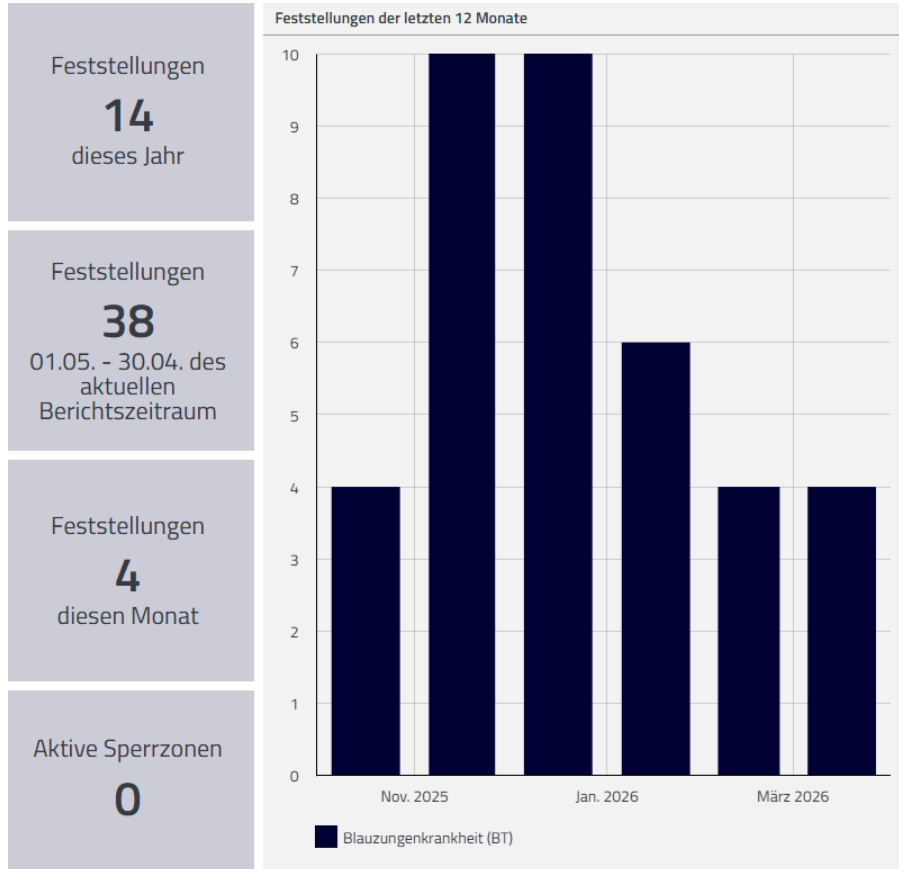 Feststellungen
14
dieses Jahr
Feststellungen
38
01.05. - 30.04. des
aktuellen
Berichtszeitraum
Feststellungen
4
diesen Monat
Aktive Sperrzonen
0
Feststellungen der letzten 12 Monate
10
9
8
7
6
5
4
3
2
1
0
Nov. 2025
Jan. 2026
März 2026
Blauzungenkrankheit (BT)